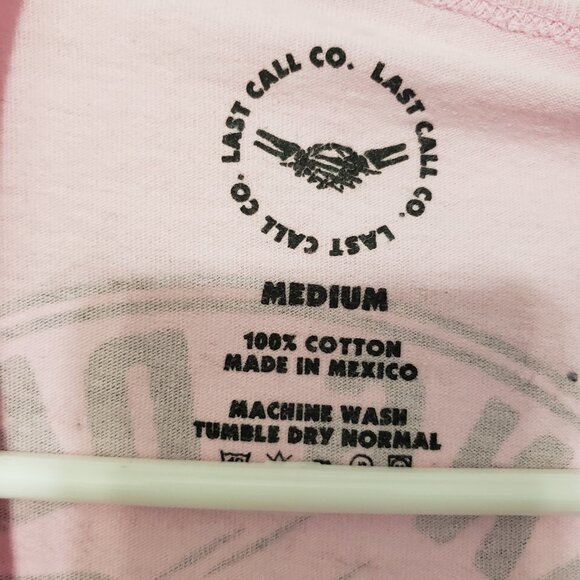 LAST CALL CO. LAST CALL CO. LAST CALL CO.
MEDIUM
100% COTTON
MADE IN MEXICO
MACHINE WASH
TUMBLE DRY NORMAL